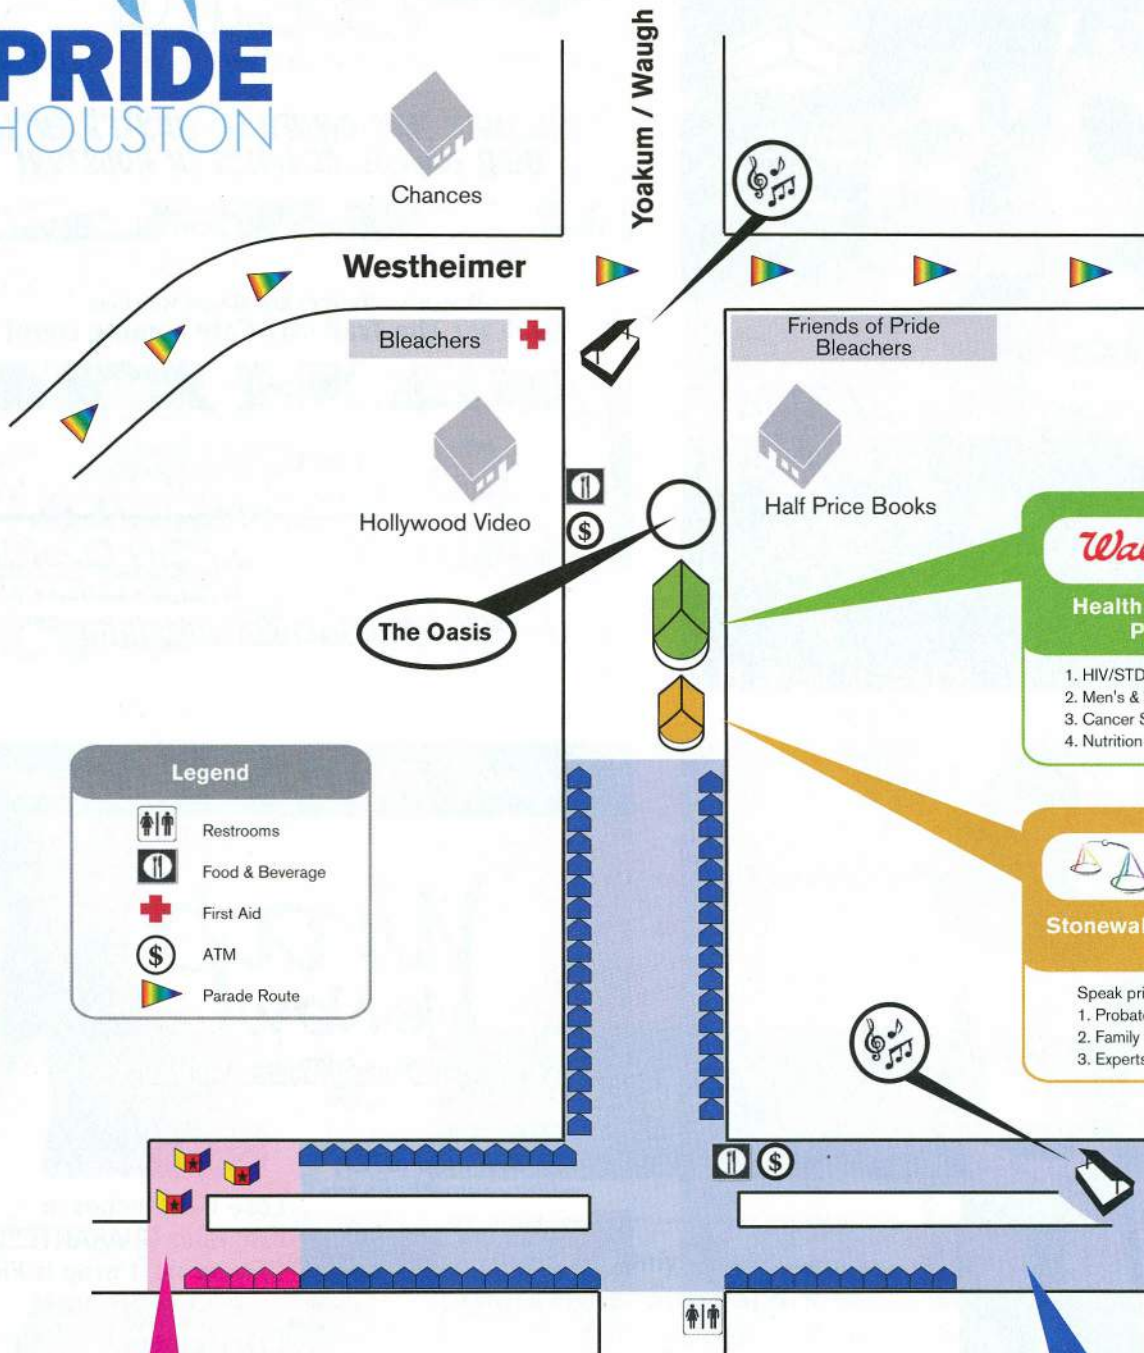 PRIDE
HOUSTON
Yoakum / Waugh
Chances
Westheimer
Bleachers
Friends of Pride
Bleachers
Hollywood Video
Half Price Books
The Oasis
Health
1. HIV/STD
2. Men's &
3. Cancer
4. Nutrition
Legend
Restrooms
Food & Beverage
First Aid
$ ATM
Parade Route
$
Speak
1.
2. Family
3. Experts
$